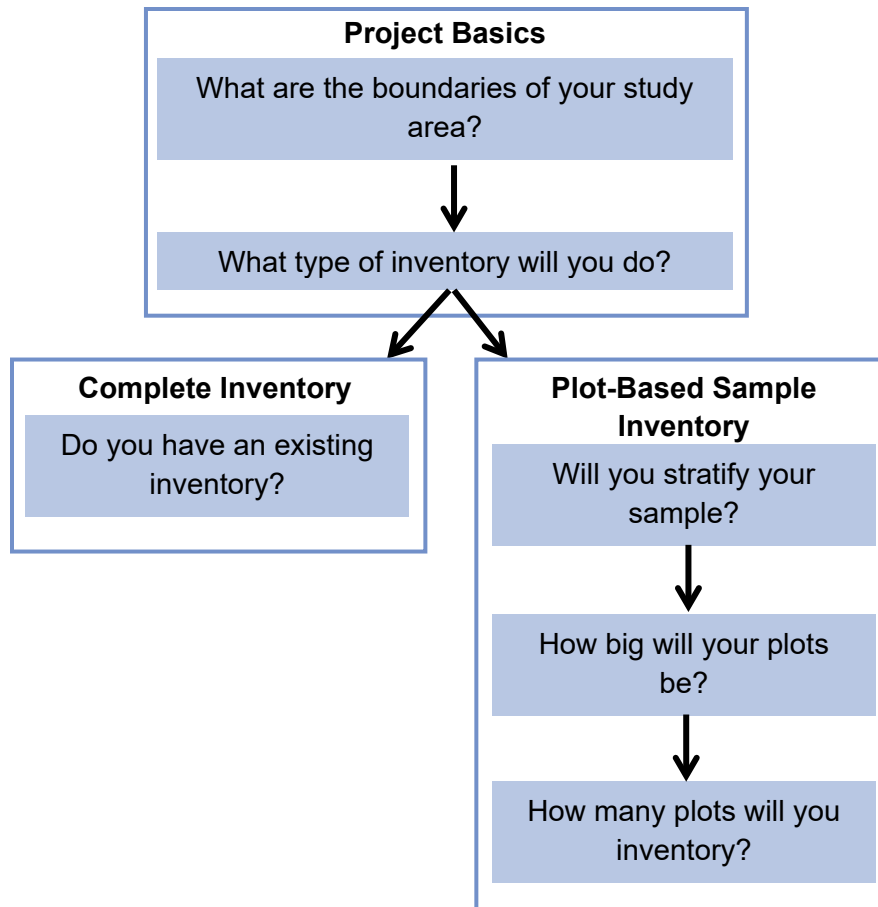 Project Basics
What are the boundaries of your study
area?
What type of inventory will you do?
Complete Inventory
Do you have an existing
inventory?
Plot-Based Sample
Inventory
Will you stratify your
sample?
How big will your plots
be?
How many plots will you
inventory?